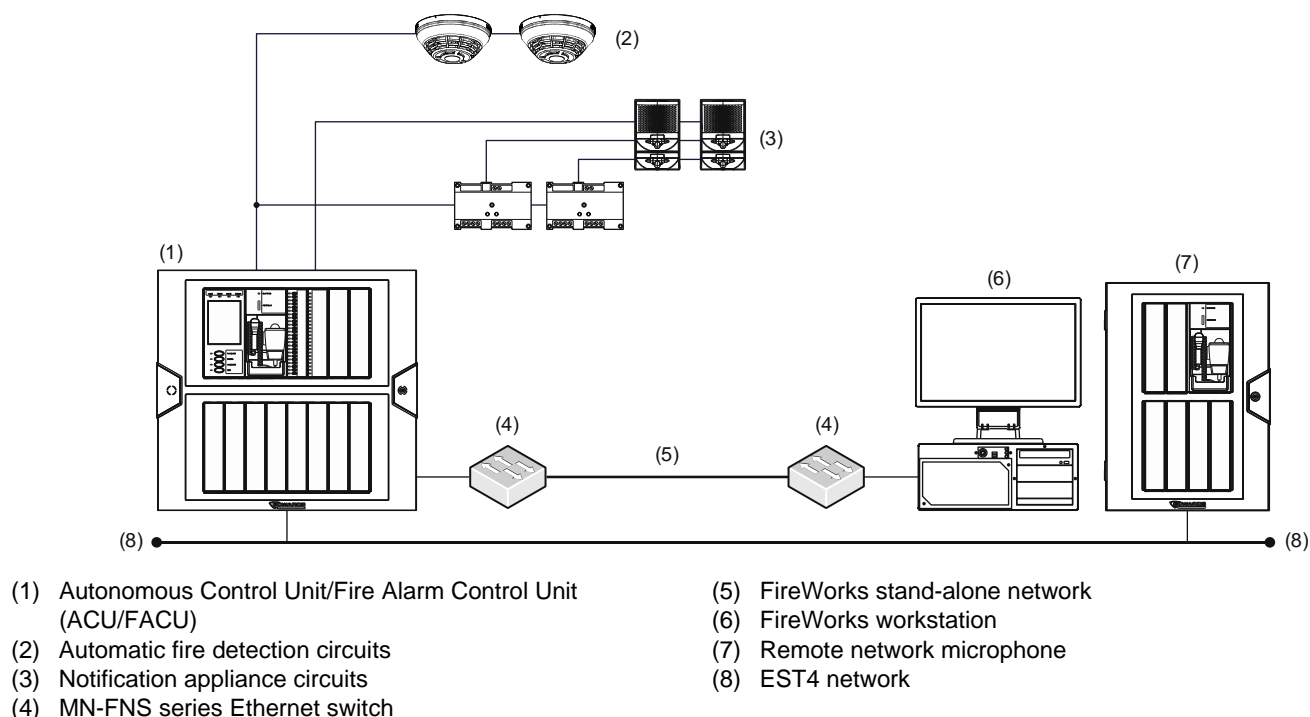 (2)
(3)
(1)
(6)
(7)
(4)
(5)
(4)
(8)
(8)
(1) Autonomous Control Unit/Fire Alarm Control Unit
(ACU/FACU)
(2) Automatic fire detection circuits
(3) Notification appliance circuits
(4) MN-FNS series Ethernet switch
(5) FireWorks stand-alone network
(6) FireWorks workstation
(7) Remote network microphone
(8) EST4 network